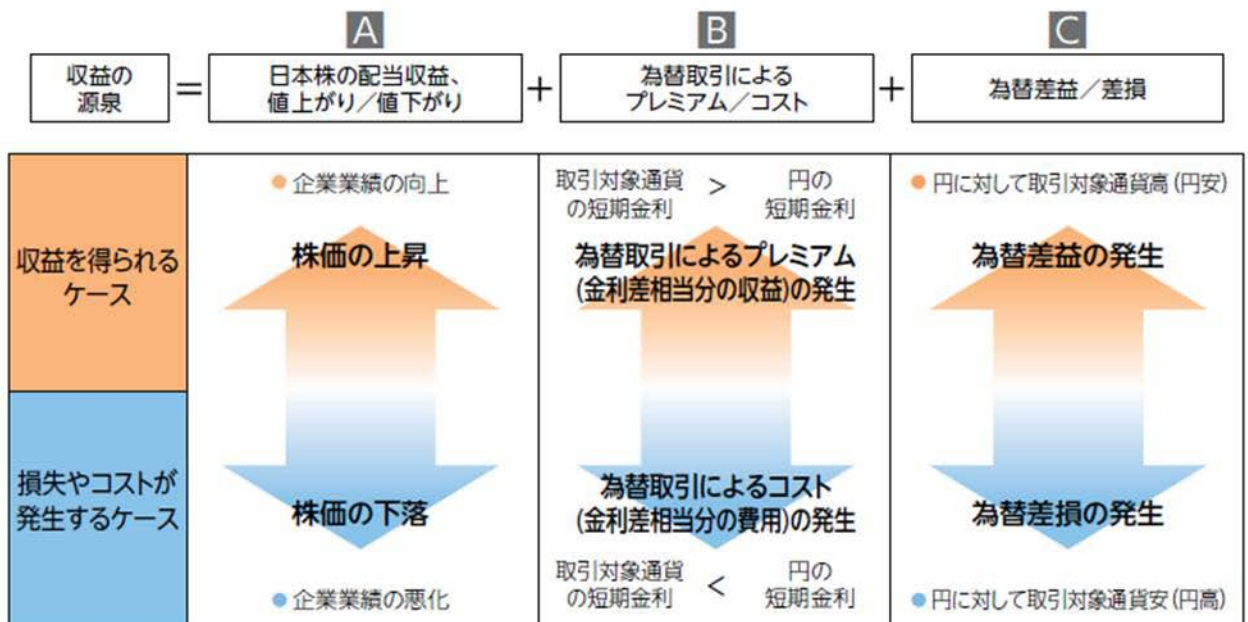 A
B
C
収益の
源泉
=
日本株の配当収益、
値上がり／値下がり
+
為替取引による
プレミアム／コスト
+
為替差益／差損
収益を得られる
ケース
●企業業績の向上
株価の上昇
取引対象通貨
の短期金利
>
円の
短期金利
為替取引によるプレミアム
(金利差相当分の収益)の発生
●円に対して取引対象通貨高(円安)
為替差益の発生
損失やコストが
発生するケース
株価の下落
●企業業績の悪化
為替取引によるコスト
(金利差相当分の費用)の発生
取引対象通貨
の短期金利
<
円の
短期金利
為替差損の発生
●円に対して取引対象通貨安(円高)